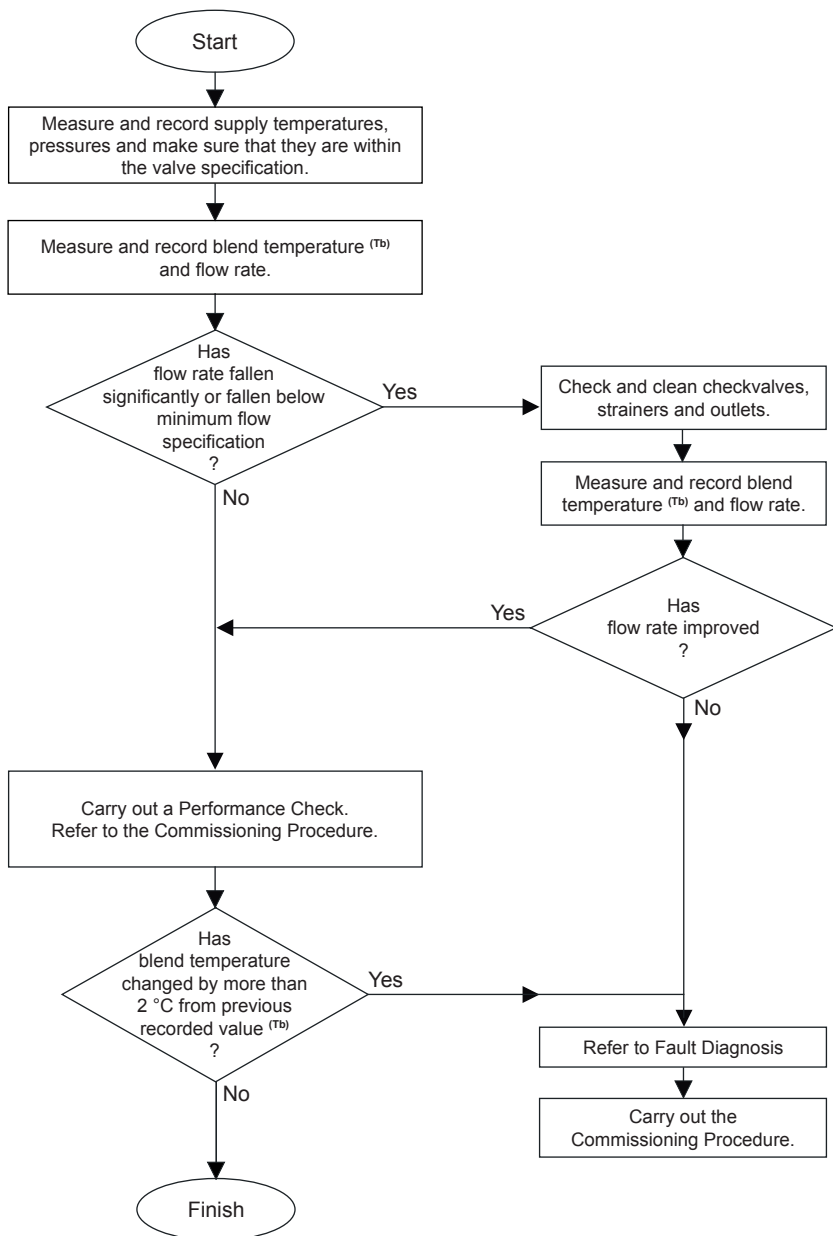 Start
Measure and record supply temperatures,
pressures and make sure that they are within
the valve specification.
Measure and record blend temperature (Tb)
and flow rate.
Has
flow rate fallen
significantly or fallen below
minimum flow
specification
?
Yes
No
Check and clean checkvalves,
strainers and outlets.
Measure and record blend
temperature (Tb) and flow rate.
Has
flow rate improved
?
Yes
No
Carry out a Performance Check.
Refer to the Commissioning Procedure.
Has
blend temperature
changed by more than
2 °C from previous
recorded value (Tb)
?
Yes
No
Refer to Fault Diagnosis
Carry out the
Commissioning Procedure.
Finish